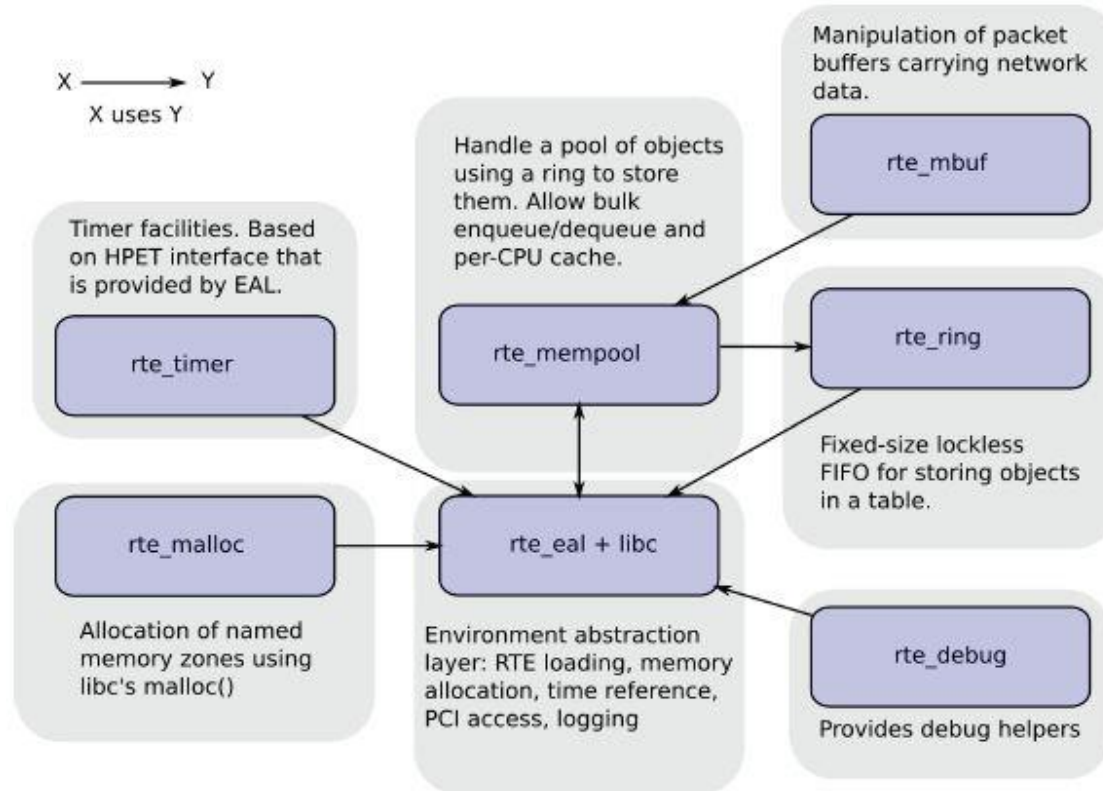 X Y
X uses Y
Manipulation of packet
buffers carrying network
data.
rte_mbuf
Handle a pool of objects
using a ring to store
them. Allow bulk
enqueue/dequeue and
per-CPU cache.
rte_mempool
Timer facilities. Based
on HPET interface that
is provided by EAL.
rte_timer
rte_ring
Fixed-size lockless
FIFO for storing objects
in a table.
rte_malloc
Allocation of named
memory zones using
libc's malloc()
rte_eal + libc
Environment abstraction
layer: RTE loading, memory
allocation, time reference,
PCI access, logging
rte_debug
Provides debug helpers